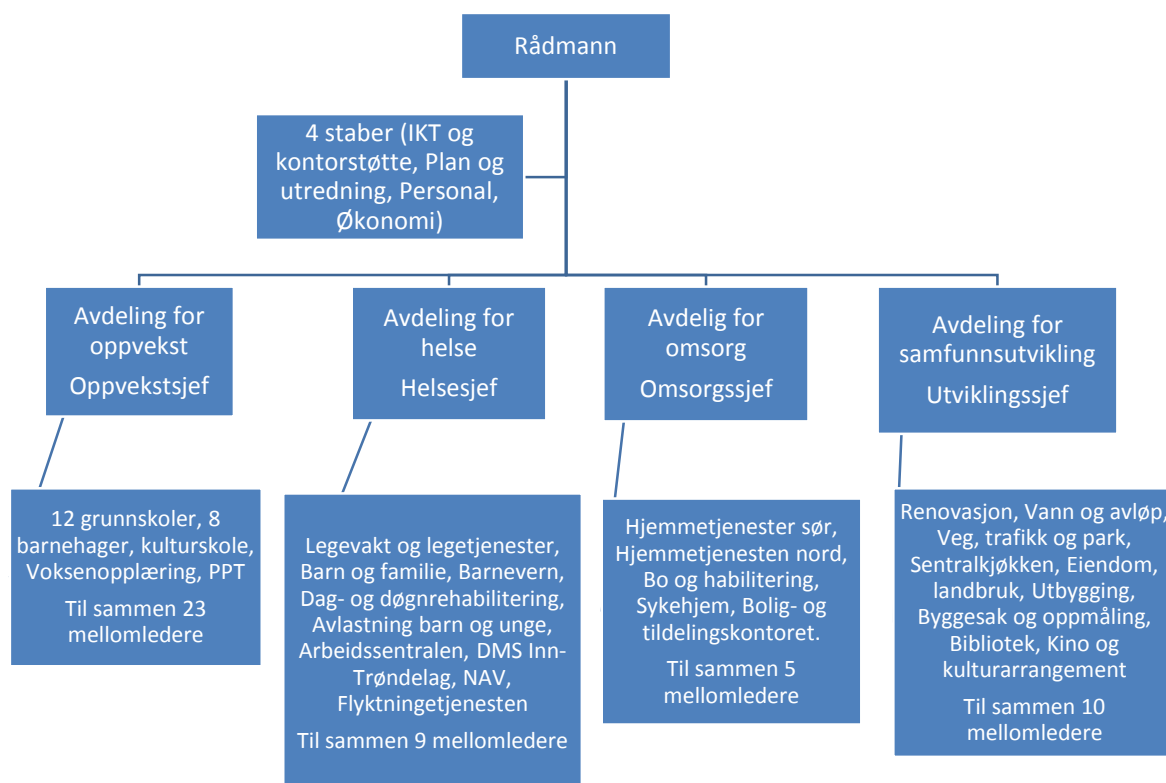 Rådmann
4 staber (IKT og
kontorstøtte, Plan og
utredning, Personal,
Økonomi)
Avdeling for
oppvekst
Oppvekstsjef
Avdeling for
helse
Helsesjef
Avdelig for
omsorg
Omsorgssjef
Avdeling for
samfunnsutvikling
Utviklingssjef
12 grunnskoler, 8
barnehager, kulturskole,
Voksenopplæring, PPT
Til sammen 23
mellomledere
Legevakt og legetjenester,
Barn og familie, Barnevern,
Dag- og døgnrehabilitering,
Avlastning barn og unge,
Arbeidssentralen, DMS Inn-
Trøndelag, NAV,
Flyktningetjenesten
Til sammen 9 mellomledere
Hjemmetjenester sør,
Hjemmetjenesten nord,
Bo og habilitering,
Sykehjem, Bolig- og
tildelingskontoret.
Til sammen 5
mellomledere
Renovasjon, Vann og avløp,
Veg, trafikk og park,
Sentralkjøkken, Eiendom,
landbruk, Utbygging,
Byggesak og oppmåling,
Bibliotek, Kino og
kulturarrangement
Til sammen 10
mellomledere